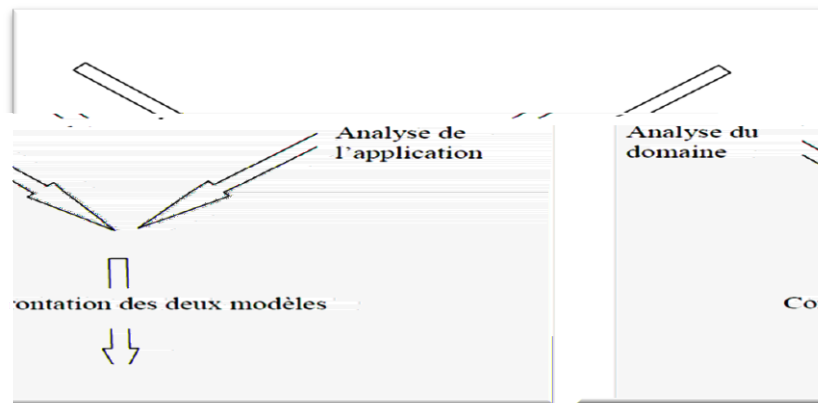 Analyse de
l'application
Analyse du
domaine
rontation des deux modèles
Co